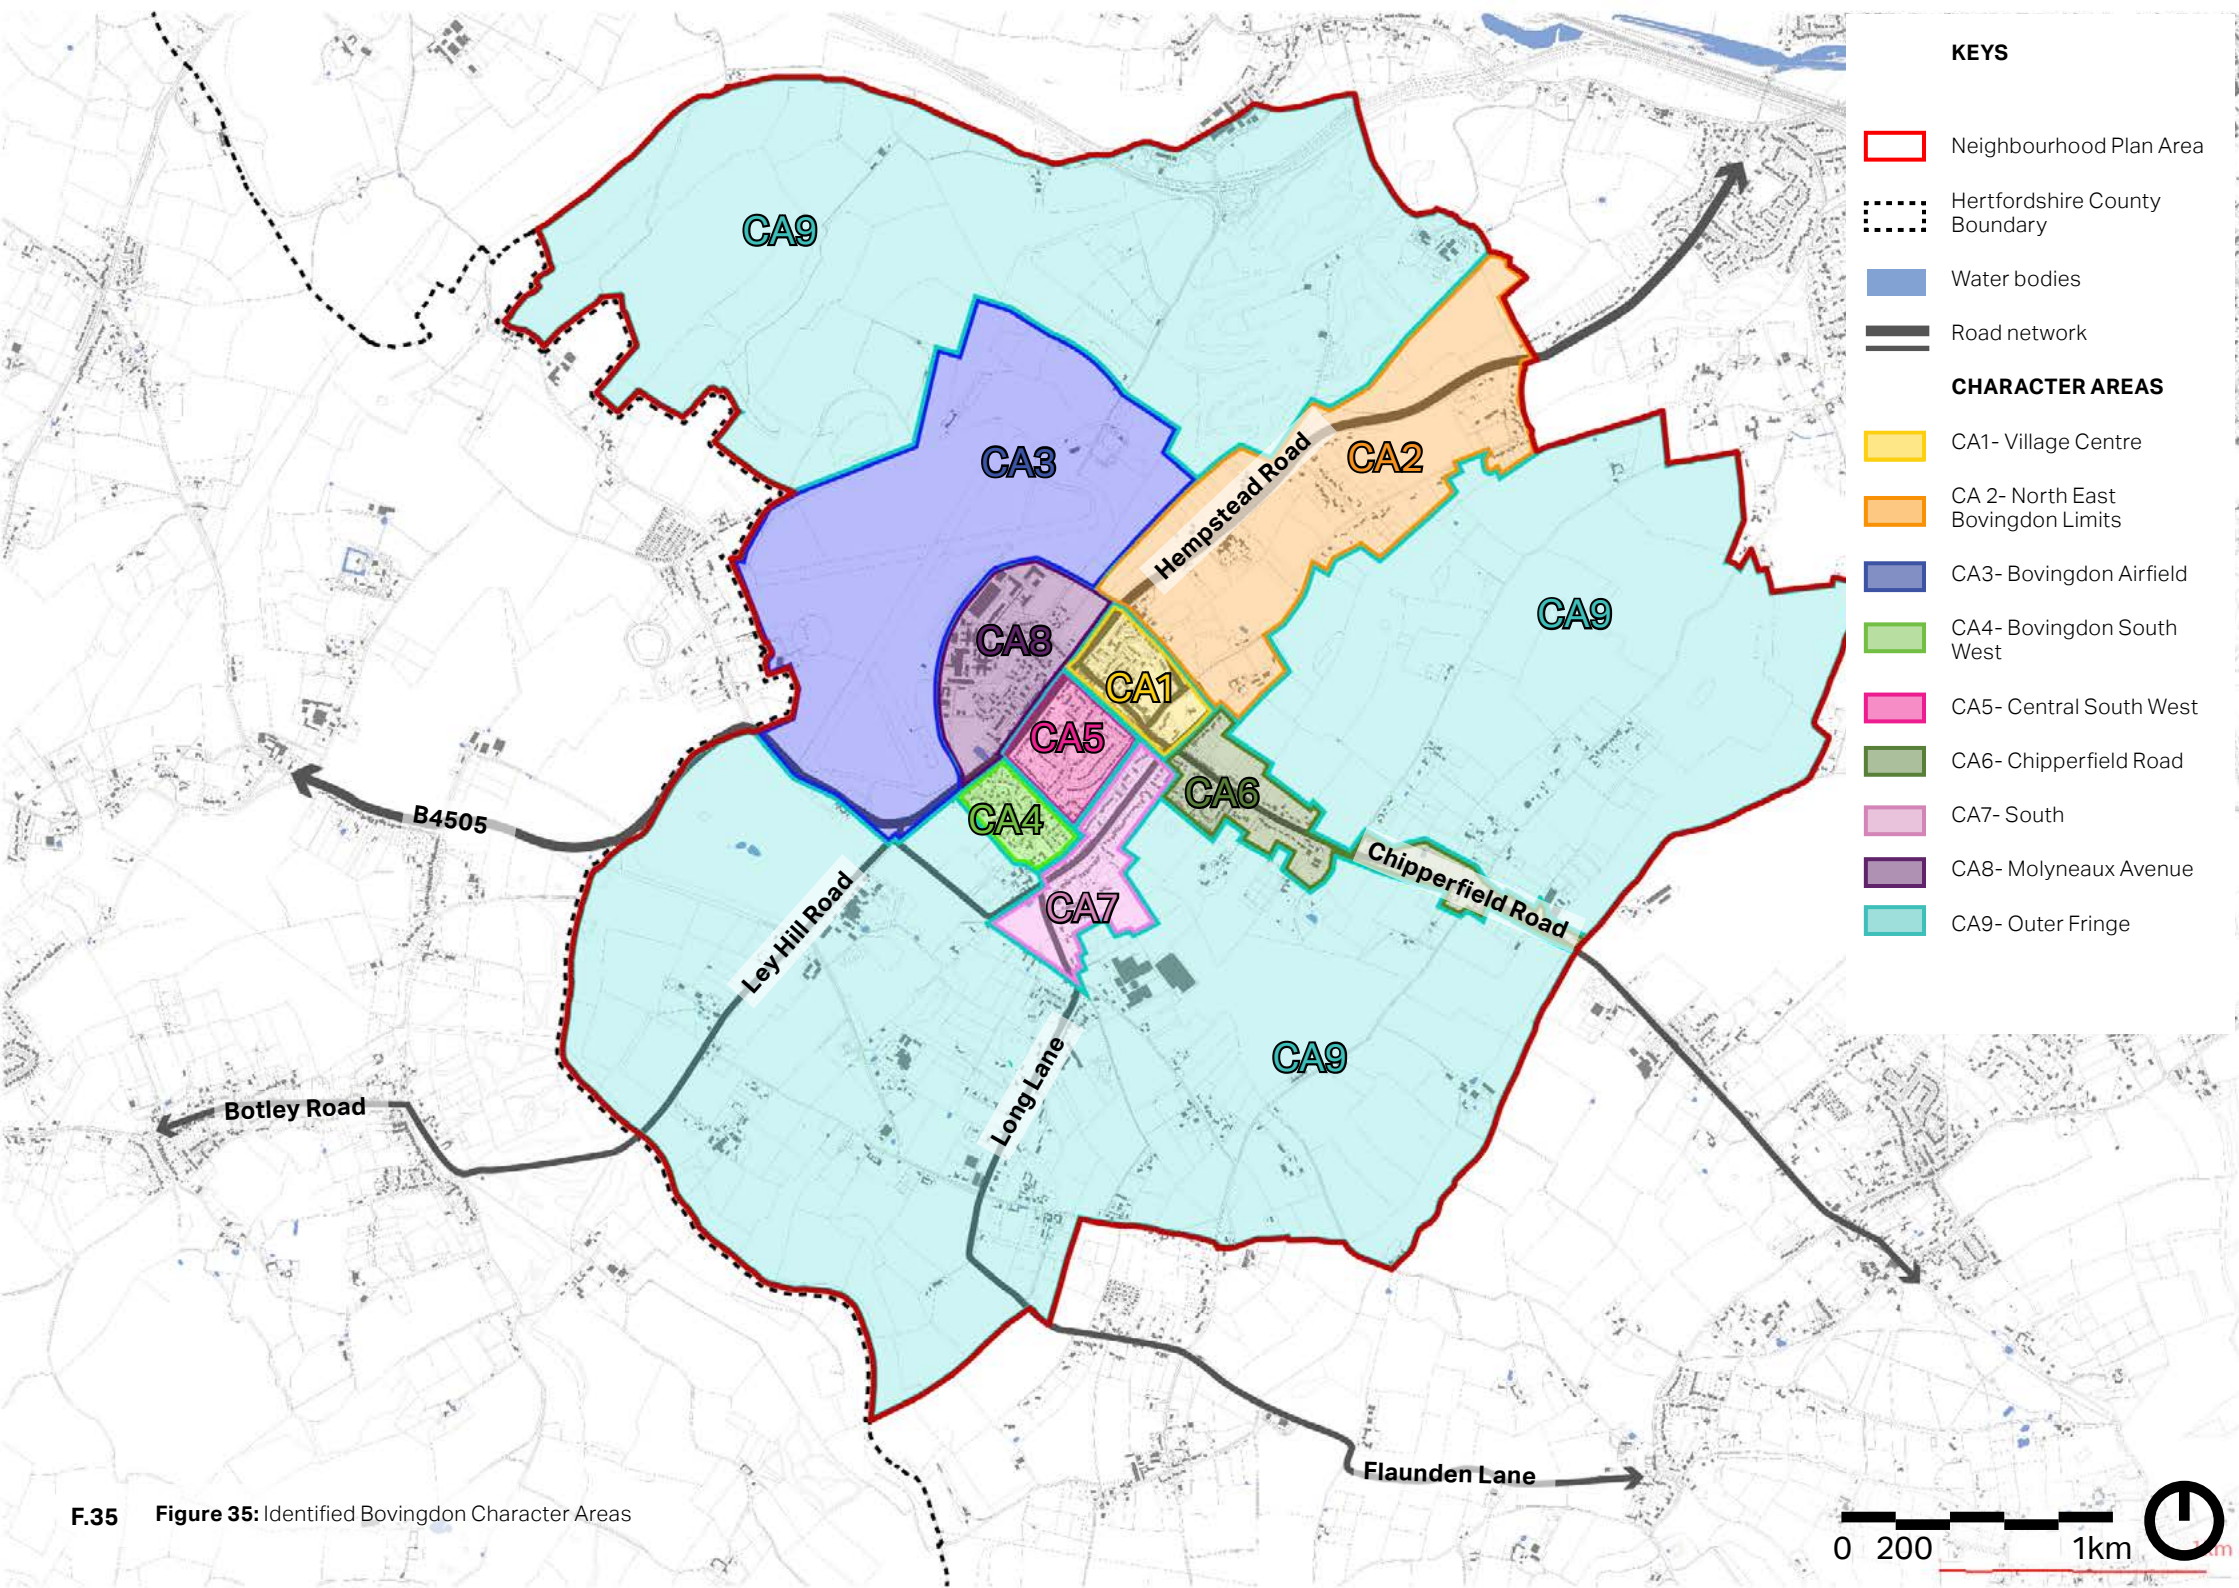 KEYS
Neighbourhood Plan Area
Hertfordshire County
Boundary
Water bodies
Road network
CHARACTER AREAS
CA1- Village Centre
CA 2- North East
Bovingdon Limits
CA3- Bovingdon Airfield
CA4- Bovingdon South
West
CA5- Central South West
CA6- Chipperfield Road
CA7- South
CA8- Molyneaux Avenue
CA9- Outer Fringe
CA9
CA3
CA2
Hempstead Road
CA9
CA8
CA1
CA5
CA6
CA4
B4505
Chipperfield Road
CA7
Ley Hill Road
CA9
Long Lane
Botley Road
Flaunden Lane
F.35 Figure 35: Identified Bovingdon Character Areas
0 200 1km